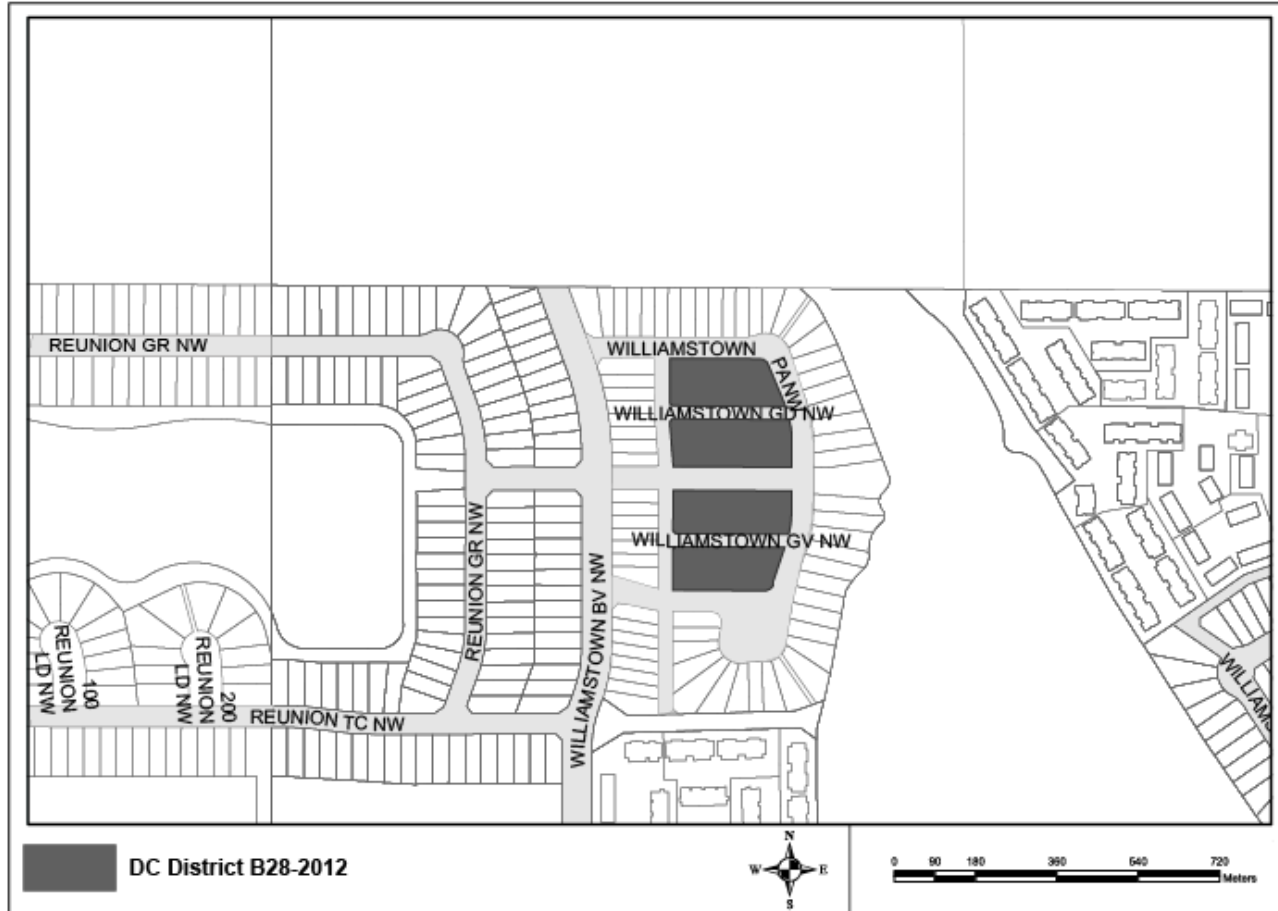 REUNION GR NW
WILLIAMSTOWN
PANW
WILLIAMSTOWN GD NW
WILLIAMSTOWN GV NW
REUNION GR NW
WILLIAMSTOWN BV NW
REUNION
LD NW
100
REUNION
LD NW
200
REUNION TC NW
WILLIAMS
DC District B28-2012
N
W E
S
0 90 180 360 540 720
Meters